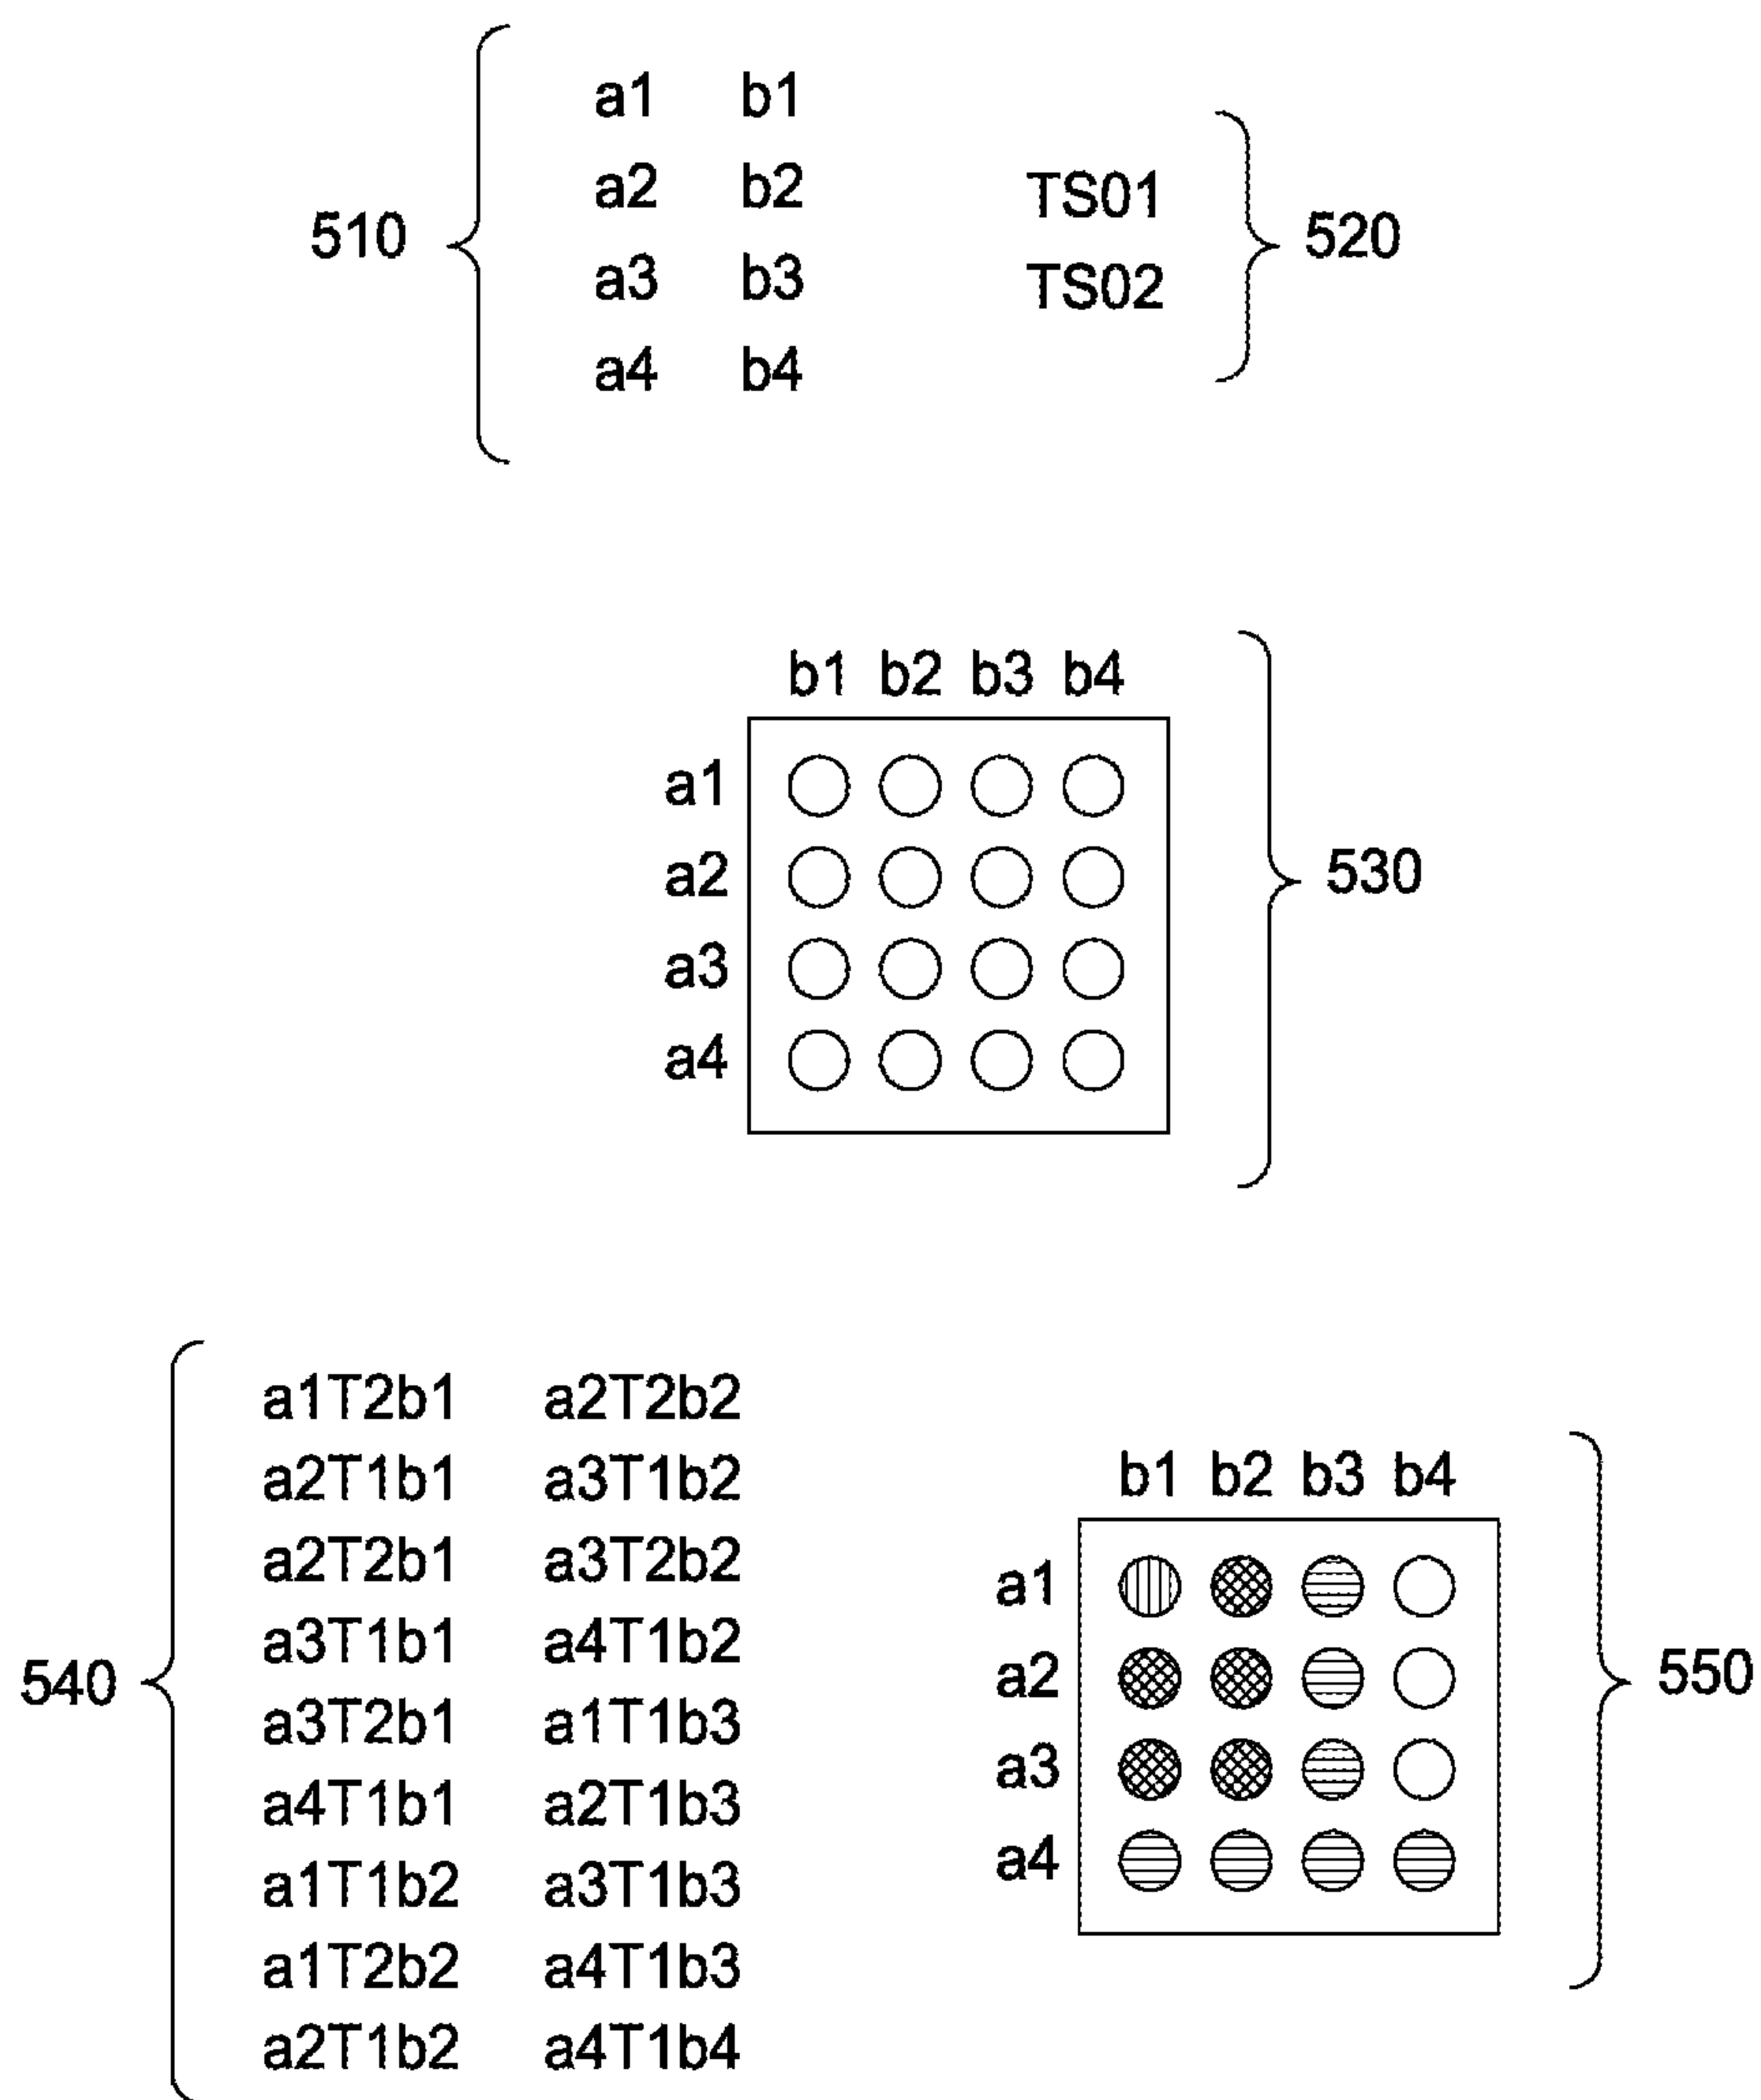 a1 b1
a2 b2 TS01
510 520
a3 b3 TS02
a4 b4
b1 b2 b3 b4
a1
a2 530
a3
a4
a1T2b1 a2T2b2
a2T1b1 a3T1b2
a2T2b1 a3T2b2
a3T1b1 a4T1b2
540
a3T2b1 a1T1b3
a4T1b1 a2T1b3
a1T1b2 a3T1b3
a1T2b2 a4T1b3
a2T1b2 a4T1b4
b1 b2 b3 b4
a1
a2 550
a3
a4